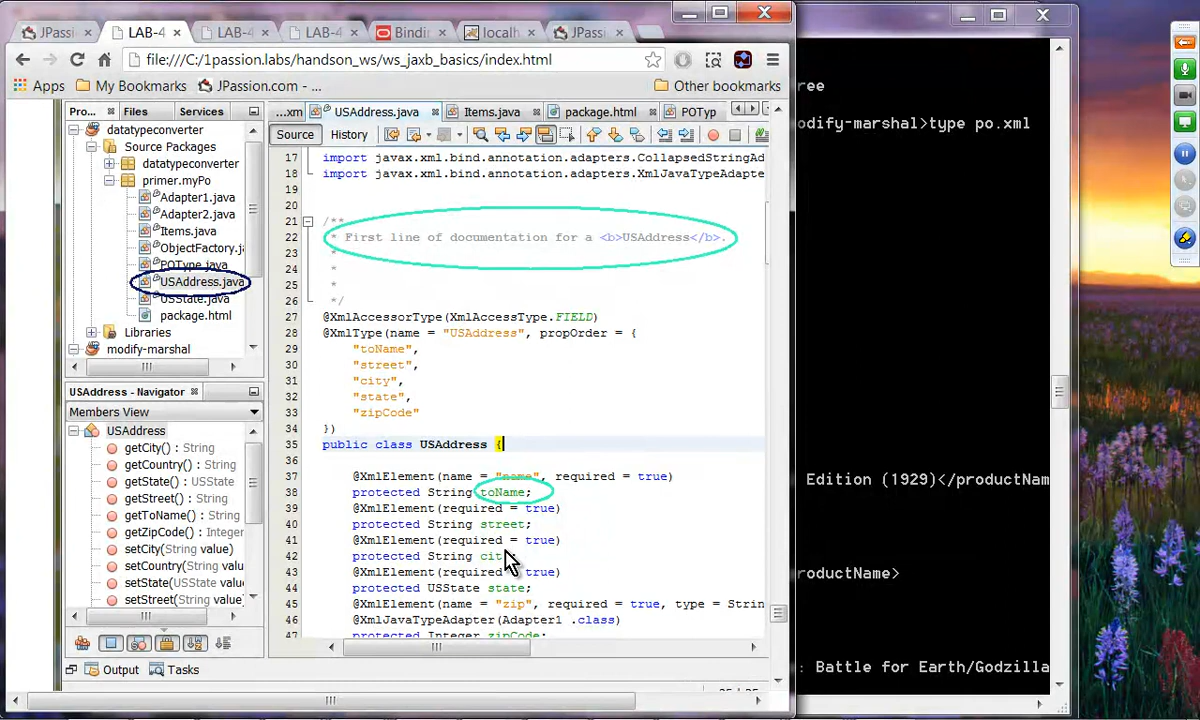 JPassi
LAB-4
LAB-4
LAB-4
Bindir
localh
JPassi
file:///C:/1passion.labs/handson_ws/ws_jaxb_basics/index.html
Apps
My Bookmarks
JPassion.com - ...
Other bookmarks
Pro...
Files
Services
...xm
USAddress.java
Items.java
package.html
POTyp
Source
History
datatypeconverter
Source Packages
datatypeconverter
primer.myPo
Adapter1.java
Adapter2.java
Items.java
ObjectFactory.j
POType.java
USAddress.java
USState.java
package.html
Libraries
modify-marshal
USAddress - Navigator
Members View
USAddress
getCity() : String
getCountry() : String
getState() : USState
getStreet() : String
getToName() : String
getZipCode() : Integer
setCity(String value)
setCountry(String value)
setState(USState value)
setStreet(String value)
Output
Tasks
17 import javax.xml.bind.annotation.adapters.CollapsedStringAd
18 import javax.xml.bind.annotation.adapters.XmlJavaTypeAdapte
19
20
21 /**
22 * First line of documentation for a <b>USAddress</b>.
23 *
24 *
25 *
26 */
27 @XmlAccessorType(XmlAccessType.FIELD)
28 @XmlType(name = "USAddress", propOrder = {
29 "toName",
30 "street",
31 "city",
32 "state",
33 "zipCode"
34 })
35 public class USAddress {
36
37 @XmlElement(name = "name", required = true)
38 protected String toName;
39 @XmlElement(required = true)
40 protected String street;
41 @XmlElement(required = true)
42 protected String cit
43 @XmlElement(required = true)
44 protected USState state;
45 @XmlElement(name = "zip", required = true, type = Strin
46 @XmlJavaTypeAdapter(Adapter1 .class)
47 protected Integer zipCode;
ree
modify-marshal>type po.xml
Edition (1929)</productNam
roductName>
: Battle for Earth/Godzilla